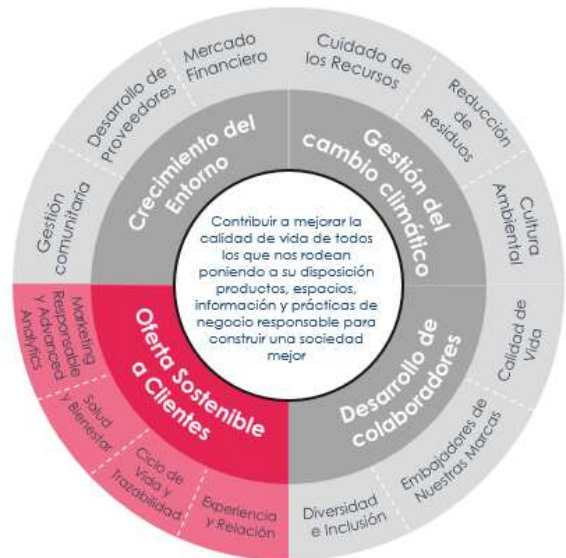 Mercado
Financiero
Cuidado de
los Recursos
Reducción
de
Residuos
Cultura
Ambiental
Calidad de
Vida
Embajadores de
Nuestras Marcas
Diversidad
e Inclusión
Experiencia
y Relación
Ciclo de
Vida y
Trazabilidad
Salud
y Bienestar
Marketing
Responsable
y Advanced
Analytics
Gestión
comunitaria
Desarrollo de
Proveedores
Crecimiento del
Entorno
Gestión del
cambio climático
Desarrollo de
colaboradores
Oferta Sostenible
a Clientes
Contribuir a mejorar la
calidad de vida de todos
los que nos rodean
poniendo a su disposición
productos, espacios,
información y prácticas de
negocio responsable para
construir una sociedad
mejor